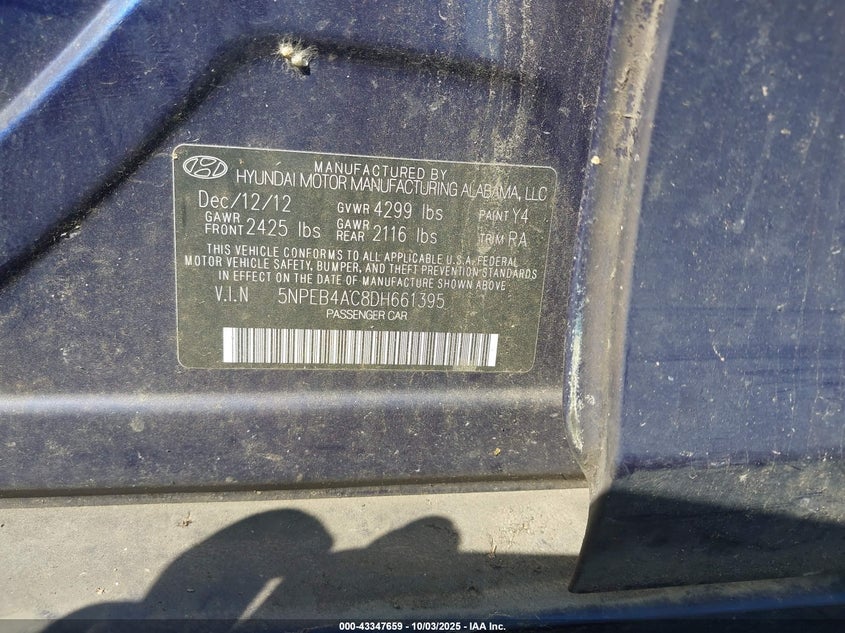 MANUFACTURED BY
HYUNDAI MOTOR MANUFACTURING ALABAMA, LLC
Dec/12/12 GVWR 4299 lbs PAINT Y4
GAWR FRONT 2425 lbs GAWR REAR 2116 lbs TRIM RA
THIS VEHICLE CONFORMS TO ALL APPLICABLE U.S.A. FEDERAL
MOTOR VEHICLE SAFETY, BUMPER, AND THEFT PREVENTION STANDARDS
IN EFFECT ON THE DATE OF MANUFACTURE SHOWN ABOVE.
V.I.N 5NPEB4AC8DH661395
PASSENGER CAR
000-43347659 - 10/03/2025 - IAA Inc.